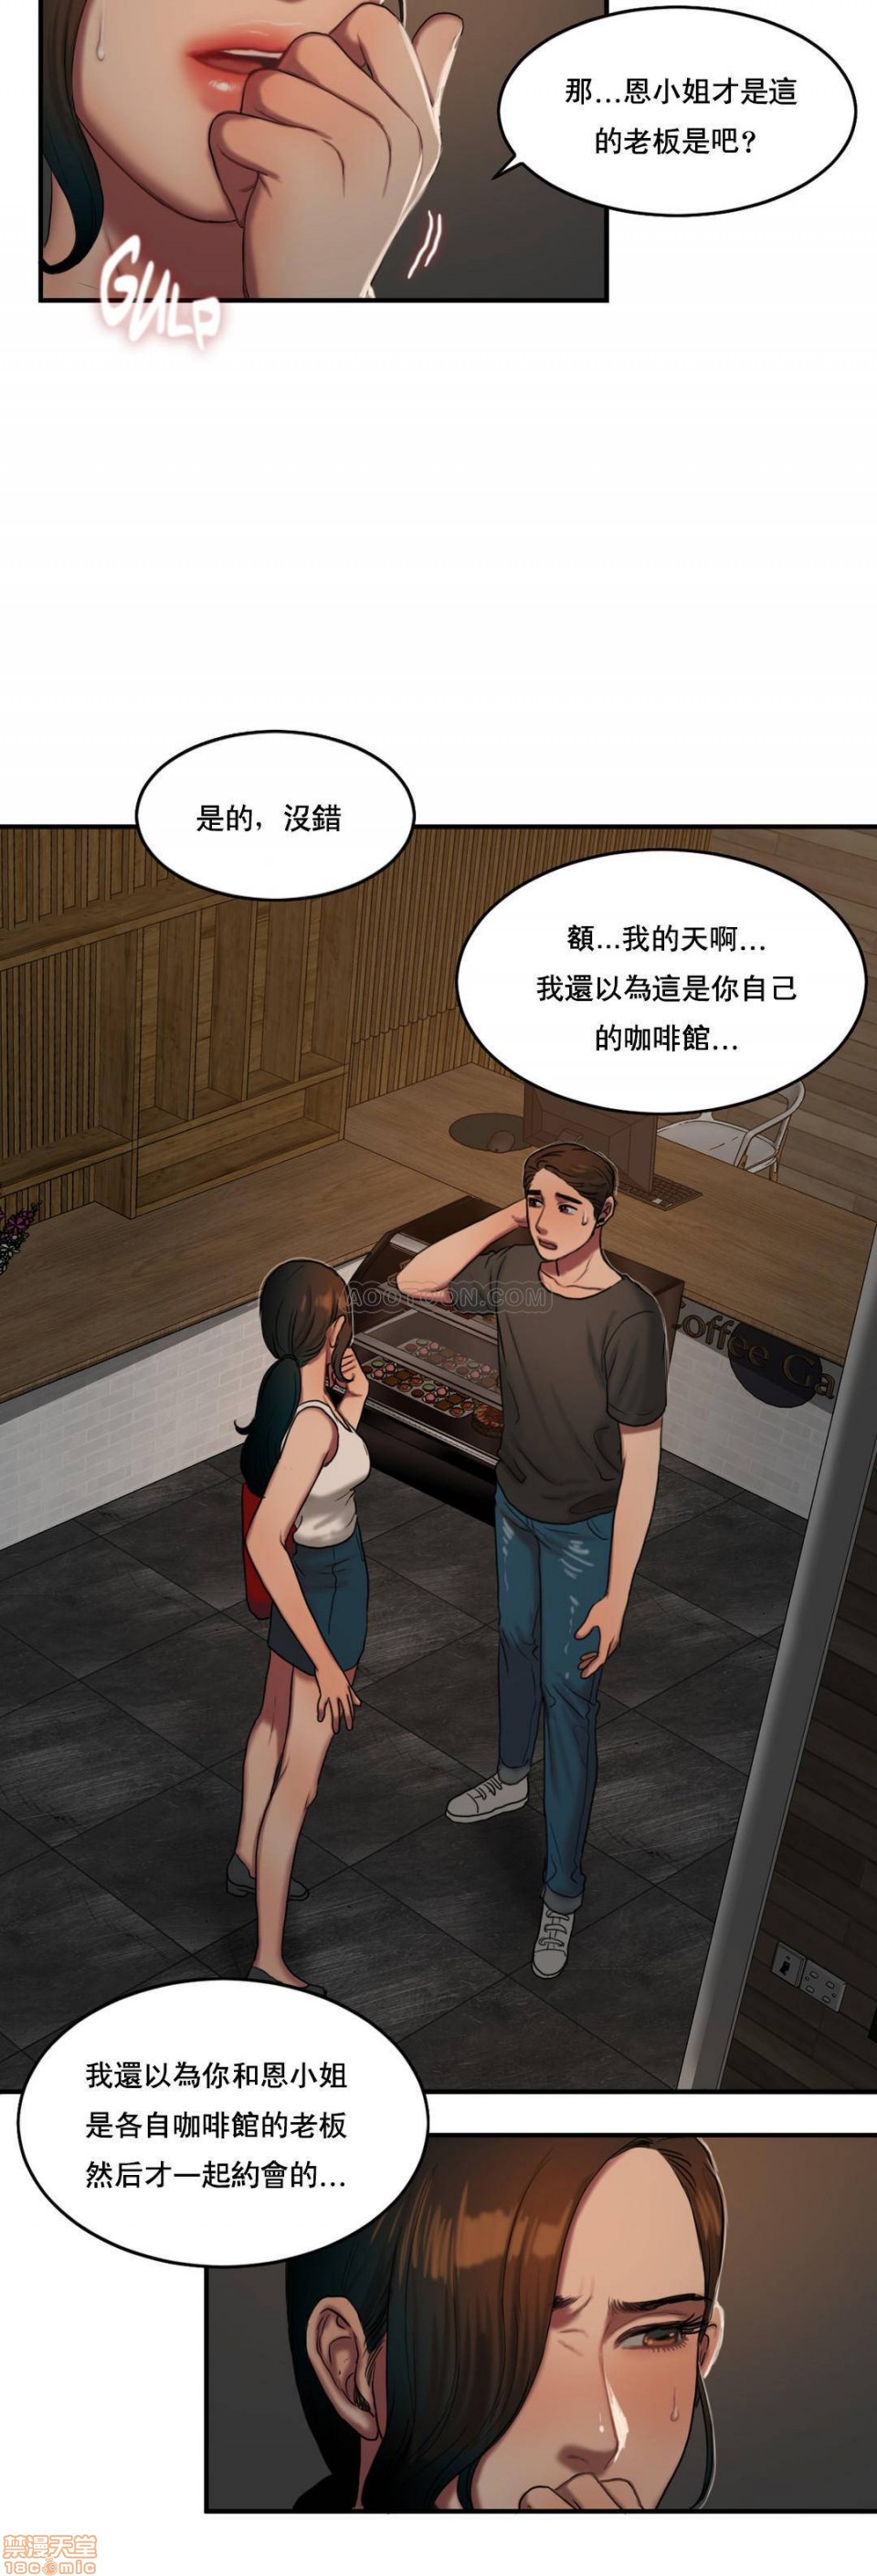 那...恩小姐才是這
的老板是吧?
GULP
是的, 沒錯
額...我的天啊...
我還以為這是你自己
的咖啡館...
AOOTOON.COM
Coffee Ga
我還以為你和恩小姐
是各自咖啡館的老板
然后才一起約會的...
禁漫天堂
18comic